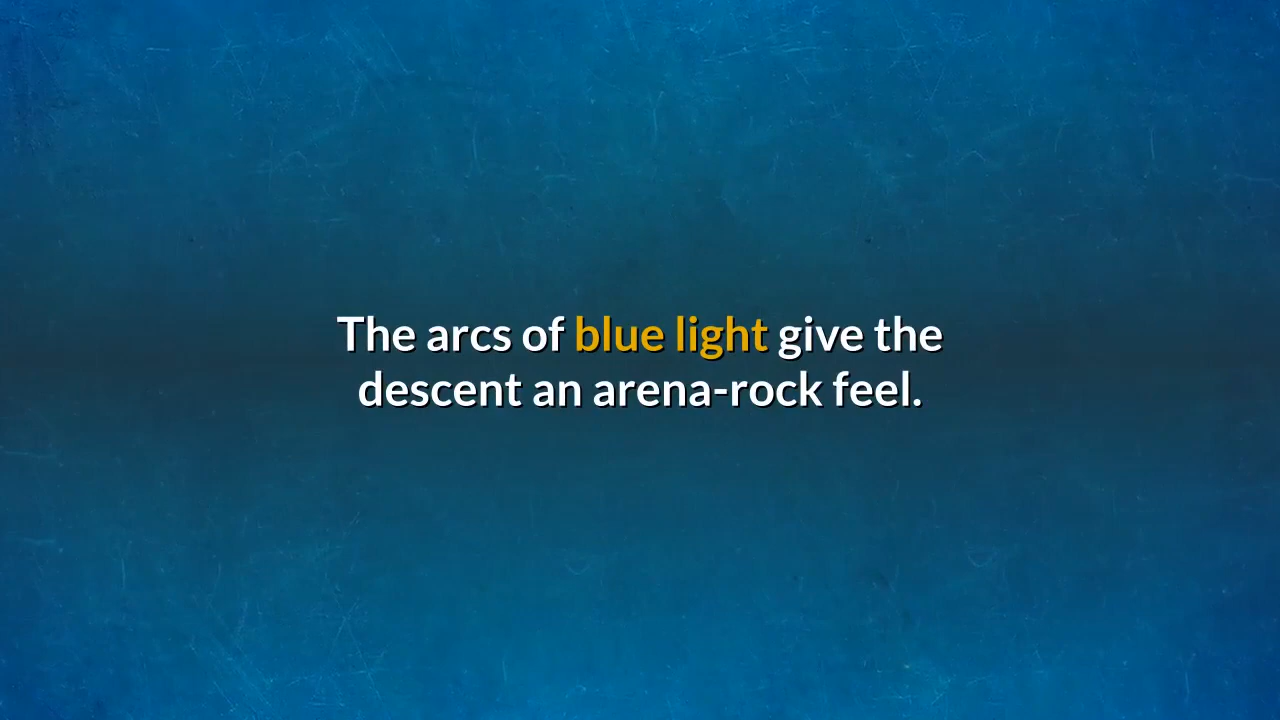 The arcs of blue light give the
descent an arena-rock feel.